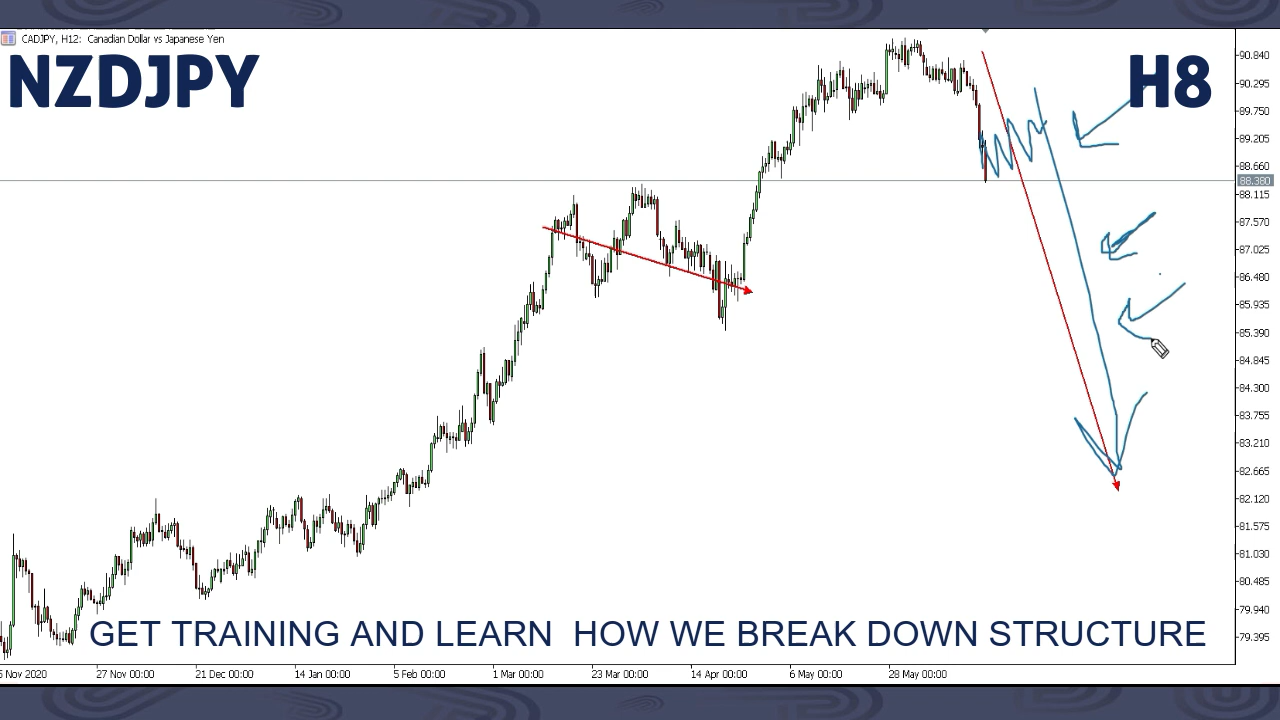 CADJPY, H12: Canadian Dollar vs Japanese Yen
NZDJPY
H8
90.840
90.295
89.750
89.205
88.660
88.380
88.115
87.570
87.025
86.480
85.935
85.390
84.845
84.300
83.755
83.210
82.665
82.120
81.575
81.030
80.485
79.940
79.395
GET TRAINING AND LEARN HOW WE BREAK DOWN STRUCTURE
5 Nov 2020
27 Nov 00:00
21 Dec 00:00
14 Jan 00:00
5 Feb 00:00
1 Mar 00:00
23 Mar 00:00
14 Apr 00:00
6 May 00:00
28 May 00:00